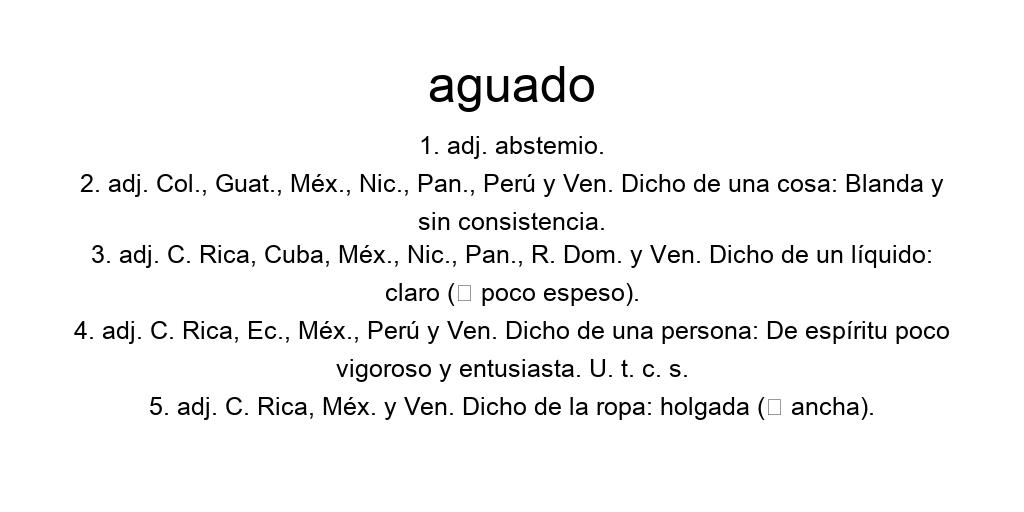 aguado
1. adj. abstemio.
2. adj. Col., Guat., Méx., Nic., Pan., Perú y Ven. Dicho de una cosa: Blanda y
sin consistencia.
3. adj. C. Rica, Cuba, Méx., Nic., Pan., R. Dom. y Ven. Dicho de un líquido:
claro (▯ poco espeso).
4. adj. C. Rica, Ec., Méx., Perú y Ven. Dicho de una persona: De espíritu poco
vigoroso y entusiasta. U. t. c. s.
5. adj. C. Rica, Méx. y Ven. Dicho de la ropa: holgada (▯ ancha).